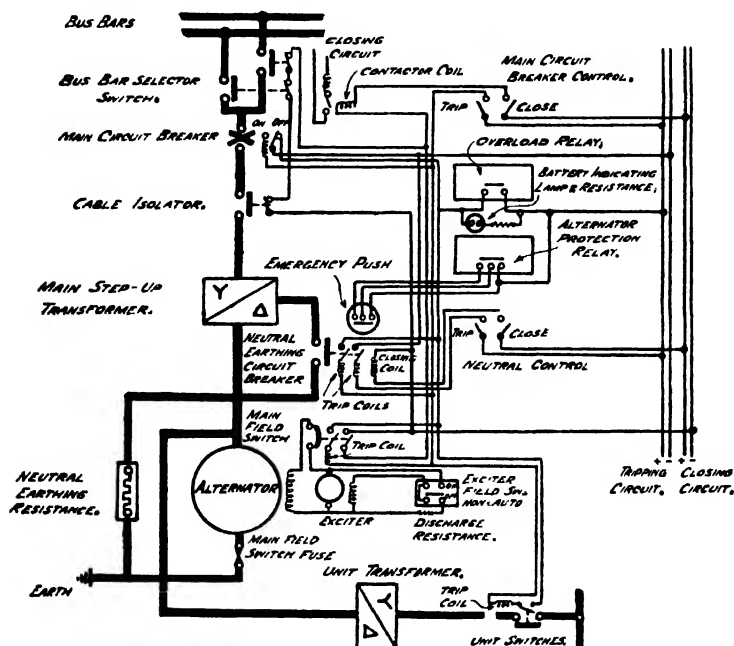 BUS BARS
BUS BAR SELECTOR
SWITCH.
MAIN CIRCUIT BREAKER
ON OFF
CABLE ISOLATOR.
MAIN STEP-UP
TRANSFORMER.
CLOSING
CIRCUIT
CONTACTOR COIL
MAIN CIRCUIT
BREAKER CONTROL.
TRIP
CLOSE
OVERLOAD RELAY.
BATTERY INDICATING
LAMP & RESISTANCE.
ALTERNATOR
PROTECTION
RELAY.
EMERGENCY PUSH
Y
Δ
NEUTRAL
EARTHING
CIRCUIT
BREAKER
CLOSING
COIL
TRIP COILS
TRIP
CLOSE
NEUTRAL CONTROL
MAIN
FIELD
SWITCH
TRIP COIL
NEUTRAL
EARTHING
RESISTANCE.
ALTERNATOR
EXCITER
EXCITER
FIELD SW.
NON-AUTO
ON
OFF
DISCHARGE
RESISTANCE.
+ -
+ -
TRIPPING
CIRCUIT.
CLOSING
CIRCUIT.
MAIN FIELD
SWITCH FUSE
EARTH
UNIT TRANSFORMER.
Y
Δ
TRIP
COIL
UNIT SWITCHES.